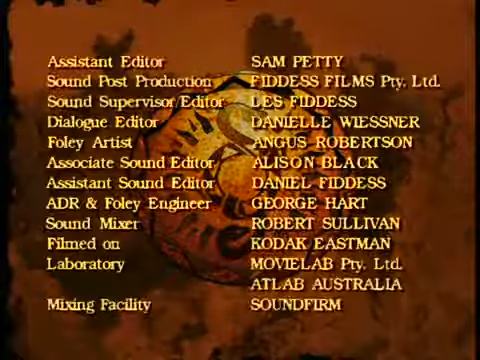 Assistant Editor SAM PETTY
Sound Post Production FIDDESS FILMS Pty. Ltd.
Sound Supervisor/Editor LES FIDDESS
Dialogue Editor DANIELLE WIESSNER
Foley Artist ANGUS ROBERTSON
Associate Sound Editor ALISON BLACK
Assistant Sound Editor DANIEL FIDDESS
ADR & Foley Engineer GEORGE HART
Sound Mixer ROBERT SULLIVAN
Filmed on KODAK EASTMAN
Laboratory MOVIELAB Pty. Ltd.
ATLAB AUSTRALIA
Mixing Facility SOUNDFIRM